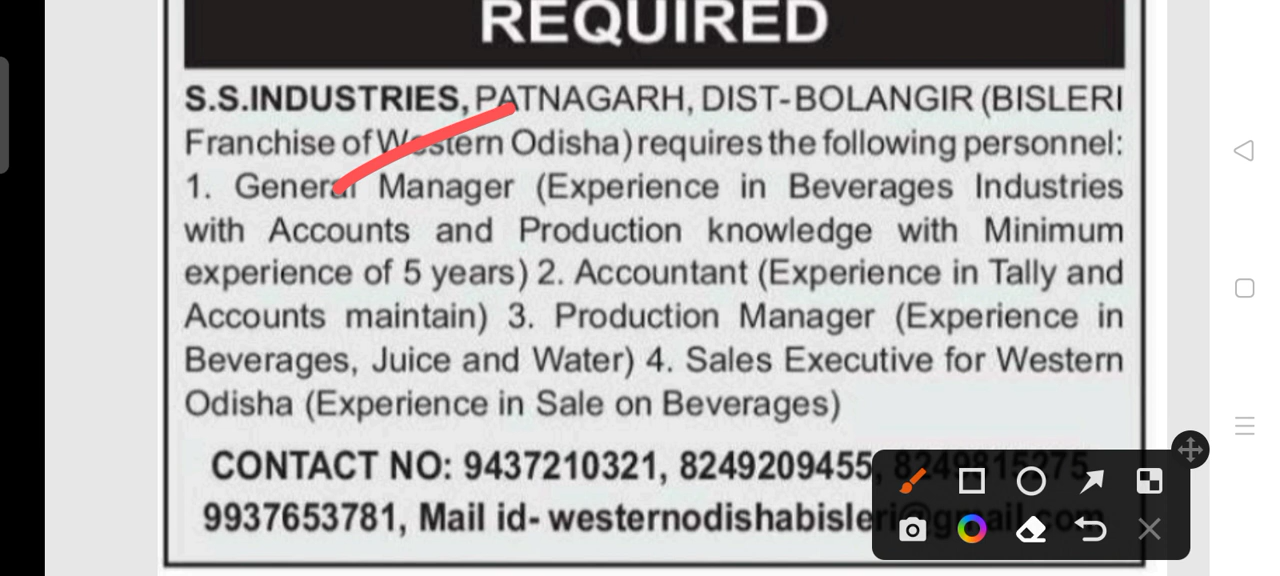 REQUIRED
S.S.INDUSTRIES, PATNAGARH, DIST-BOLANGIR (BISLERI
Franchise of Western Odisha) requires the following personnel:
1. General Manager (Experience in Beverages Industries
with Accounts and Production knowledge with Minimum
experience of 5 years) 2. Accountant (Experience in Tally and
Accounts maintain) 3. Production Manager (Experience in
Beverages, Juice and Water) 4. Sales Executive for Western
Odisha (Experience in Sale on Beverages)
CONTACT NO: 9437210321, 8249209455, 8249815275
9937653781, Mail id- westernodishabisleri@gmail.com